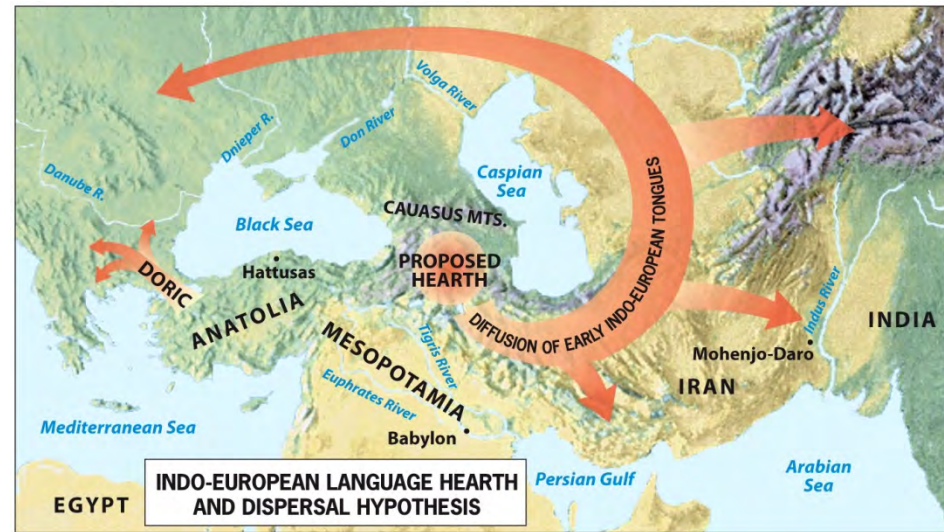 Volga River
Dnieper R.
Don River
Danube R.
Caspian
Sea
Black Sea
CAUASUS MTS.
Hattusas
PROPOSED
HEARTH
DORIC
ANATOLIA
DIFFUSION OF EARLY INDO-EUROPEAN TONGUES
MESOPOTAMIA
Tigris River
Euphrates River
Indus River
INDIA
Mohenjo-Daro
IRAN
Mediterranean Sea
Babylon
Persian Gulf
Arabian
Sea
EGYPT
INDO-EUROPEAN LANGUAGE HEARTH
AND DISPERSAL HYPOTHESIS